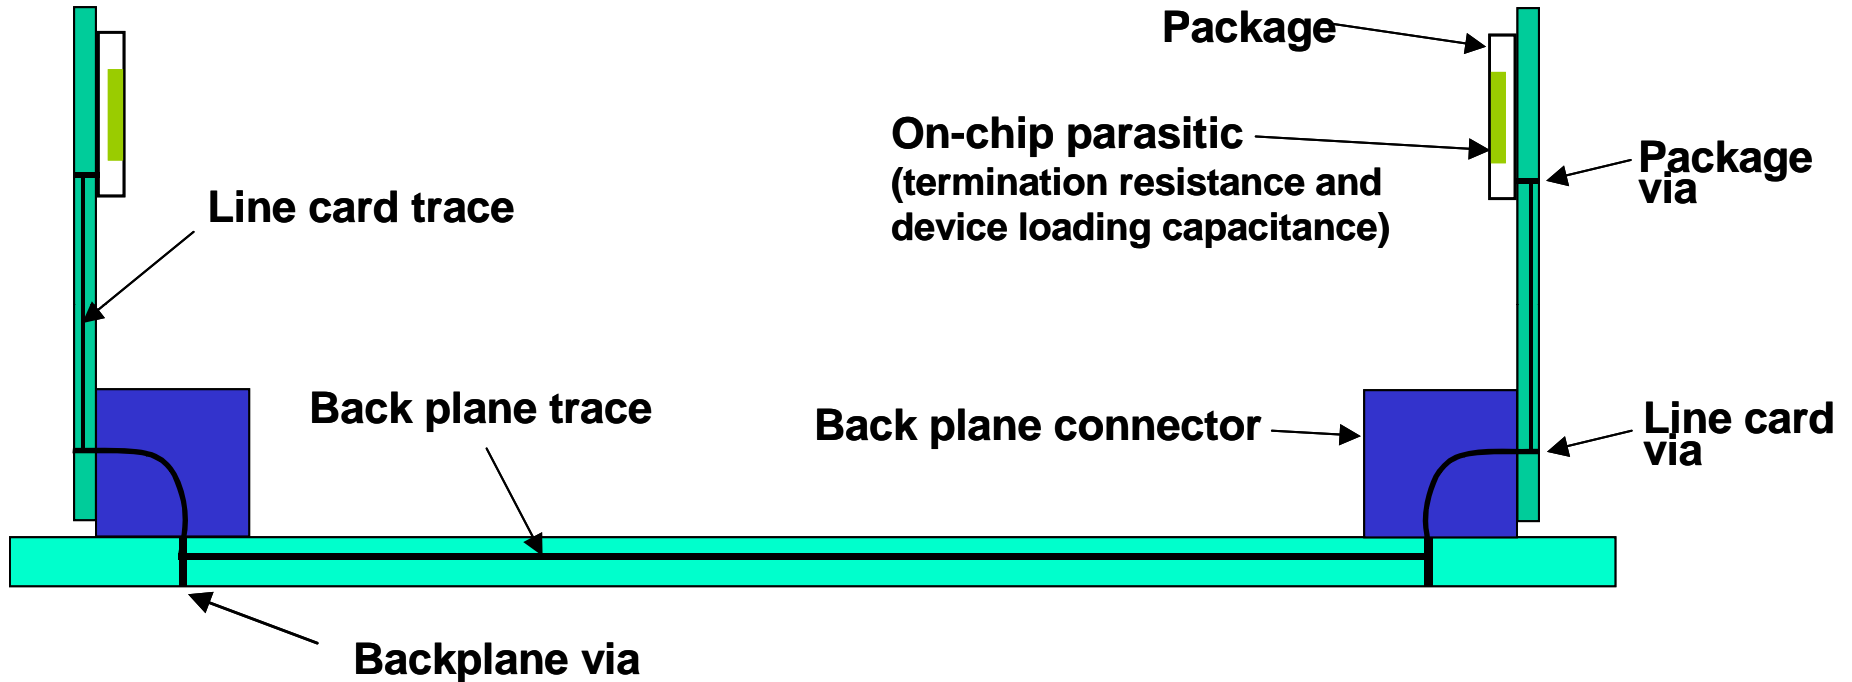 Package
On-chip parasitic
(termination resistance and
device loading capacitance)
Package
via
Line card trace
Back plane trace
Back plane connector
Line card
via
Backplane via